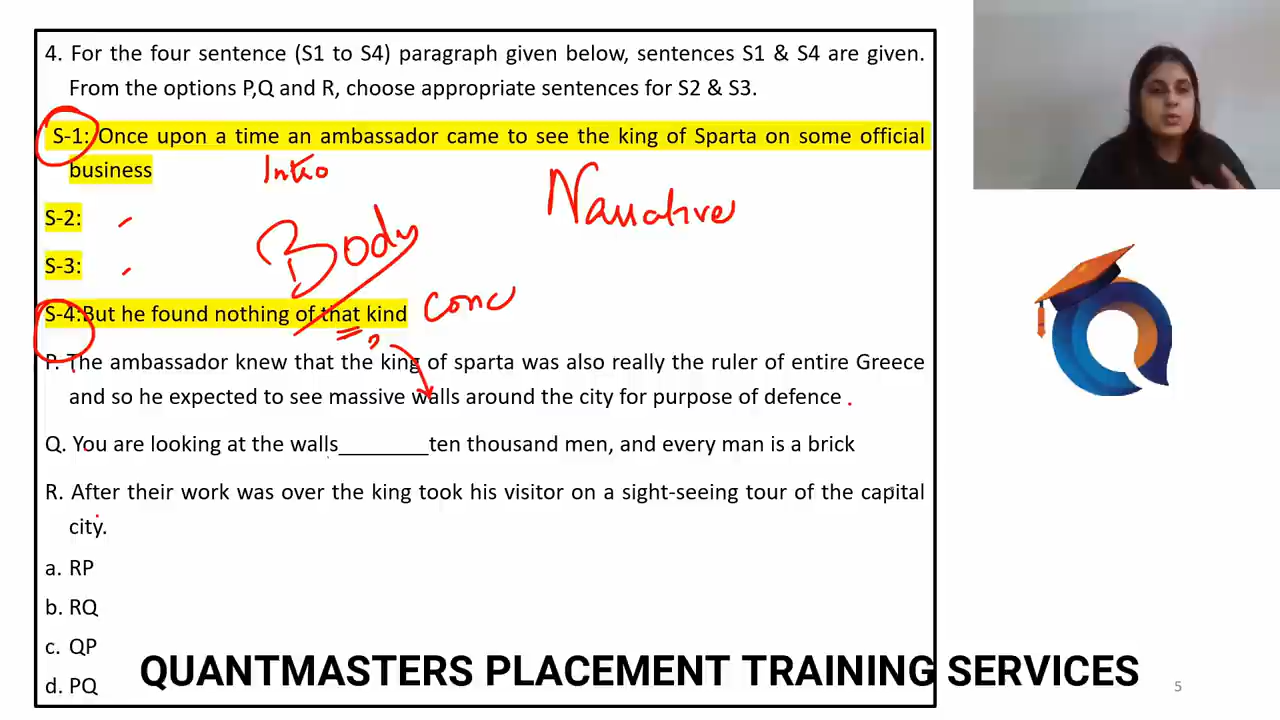 4. For the four sentence (S1 to S4) paragraph given below, sentences S1 & S4 are given.
From the options P,Q and R, choose appropriate sentences for S2 & S3.
S-1: Once upon a time an ambassador came to see the king of Sparta on some official
business
Intro
Narrative
S-2:
Body
S-3:
S-4:But he found nothing of that kind
Conc
P. The ambassador knew that the king of sparta was also really the ruler of entire Greece
and so he expected to see massive walls around the city for purpose of defence .
Q. You are looking at the walls________ten thousand men, and every man is a brick
R. After their work was over the king took his visitor on a sight-seeing tour of the capital
city.
a. RP
b. RQ
c. QP
d. PQ
QUANTMASTERS PLACEMENT TRAINING SERVICES
5